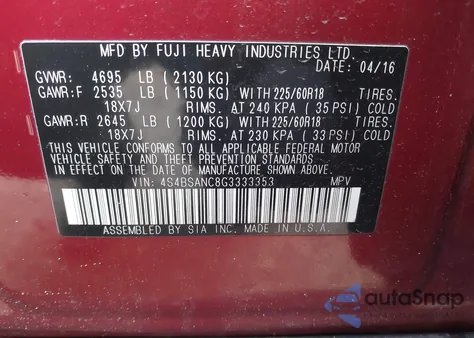 MFD BY FUJI HEAVY INDUSTRIES LTD.
DATE 04/16
GVWR: 4695 LB ( 2130 KG)
GAWR:F 2535 LB ( 1150 KG) WITH 225/60R18 TIRES.
18X7J RIMS. AT 240 KPA ( 35 PSI) COLD
GAWR:R 2645 LB ( 1200 KG) WITH 225/60R18 TIRES.
18X7J RIMS. AT 230 KPA ( 33 PSI) COLD
THIS VEHICLE CONFORMS TO ALL APPLICABLE FEDERAL MOTOR
VEHICLE SAFETY AND THEFT PREVENTION STANDARDS
IN EFFECT ON THE DATE OF MANUFACTURE SHOWN ABOVE.
VIN: 4S4BSANC8G3333353 MPV
ASSEMBLED BY SIA INC. MADE IN U.S.A.
autoSnap